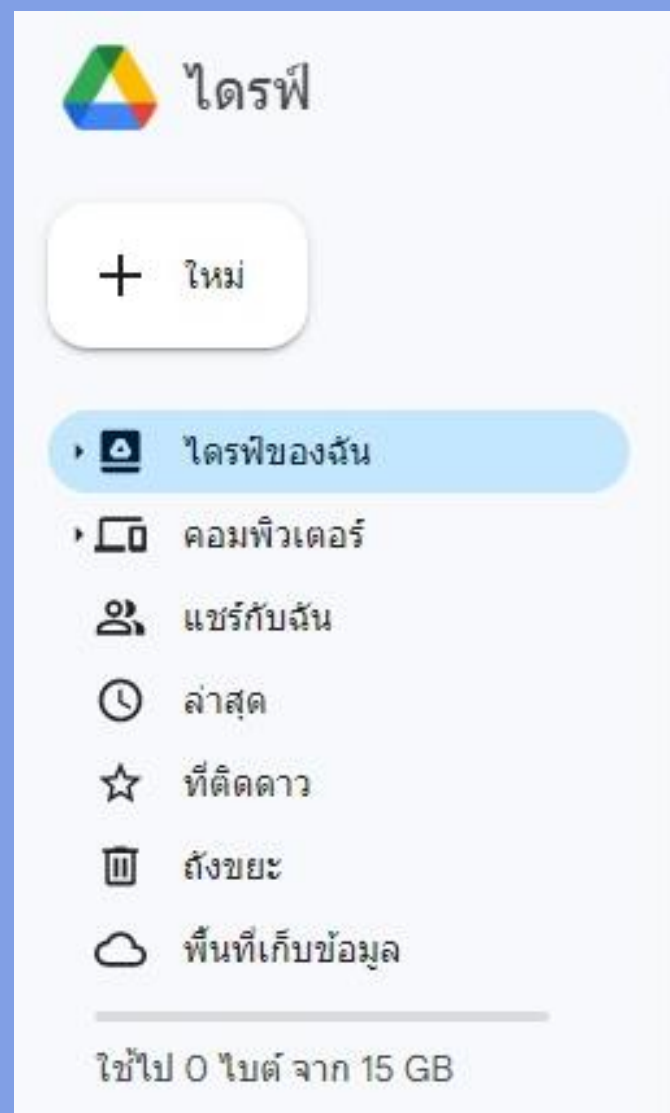 ไดรฟ์
ใหม่
ไดรฟ์ของฉัน
คอมพิวเตอร์
แชร์กับฉัน
ล่าสุด
ที่ติดดาว
ถังขยะ
พื้นที่เก็บข้อมูล
ใช้ไป 0 ไบต์ จาก 15 GB